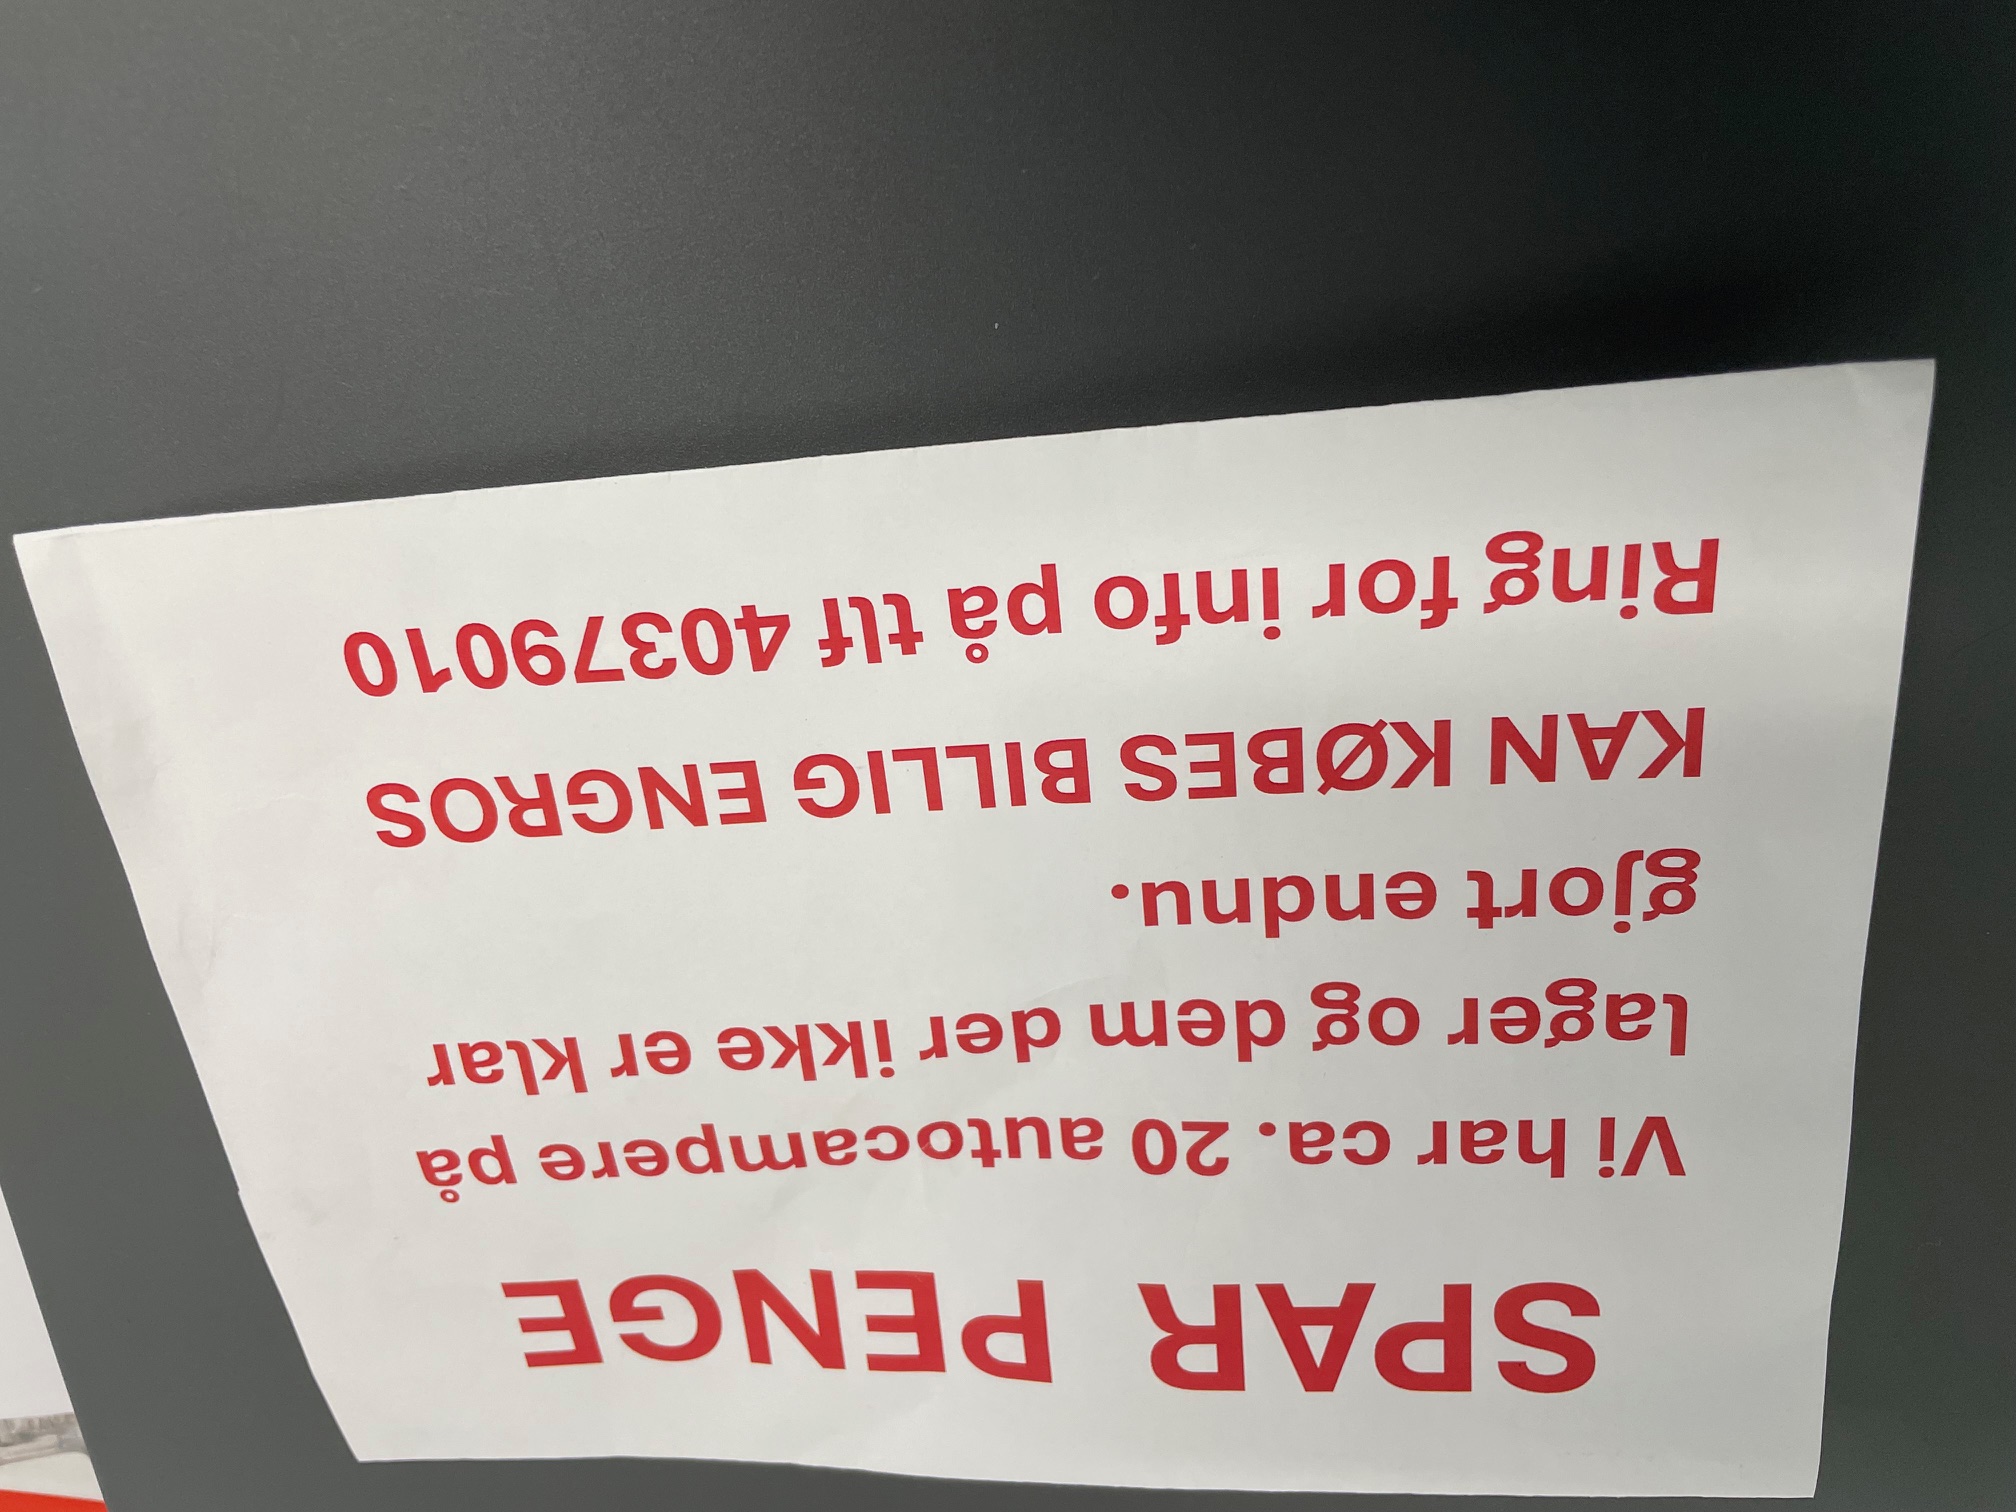 SPAR PENGE
Vi har ca. 20 autocampere på
lager og dem der ikke er klar
gjort endnu.
KAN KØBES BILLIG ENGROS
Ring for info på tlf 40379010